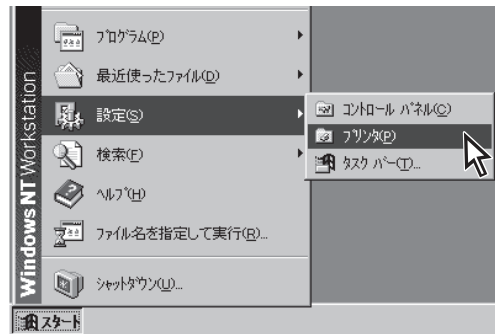 Windows NT Workstation
ﾌﾟﾛｸﾞﾗﾑ(P)
最近使ったﾌｧｲﾙ(D)
設定(S)
検索(F)
ﾍﾙﾌﾟ(H)
ﾌｧｲﾙ名を指定して実行(R)...
ｼｬｯﾄﾀﾞｳﾝ(U)...
ｺﾝﾄﾛｰﾙ ﾊﾟﾈﾙ(C)
ﾌﾟﾘﾝﾀ(P)
ﾀｽｸ ﾊﾞｰ(T)...
ｽﾀｰﾄ